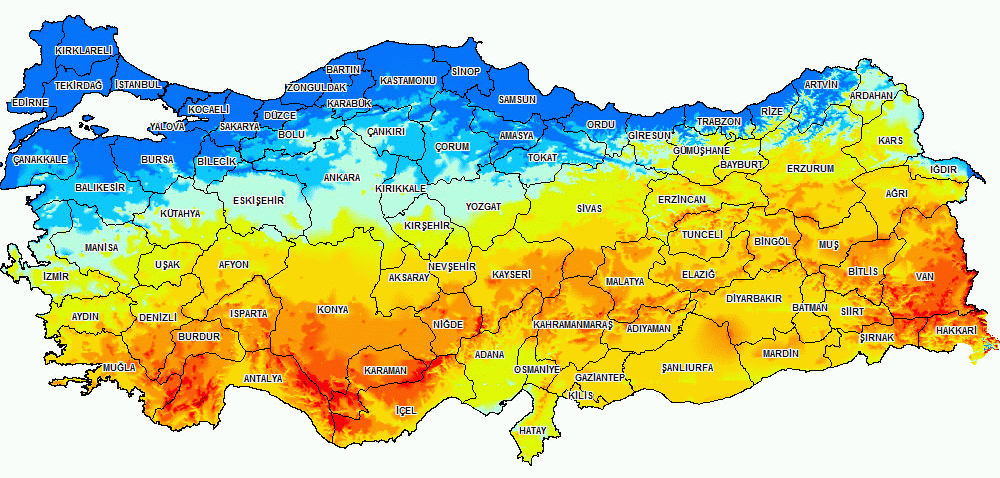 KIRKLARELİ
TEKİRDAĞ
İSTANBUL
EDİRNE
KOCAELİ
YALOVA
SAKARYA
DÜZCE
BOLU
ZONGULDAK
BARTIN
KARABÜK
KASTAMONU
SİNOP
ÇANKIRI
SAMSUN
AMASYA
ÇORUM
TOKAT
ORDU
GİRESUN
TRABZON
GÜMÜŞHANE
RİZE
ARTVİN
ARDAHAN
KARS
BAYBURT
ERZURUM
IĞDIR
AĞRI
ÇANAKKALE
BURSA
BİLECİK
BALIKESİR
KÜTAHYA
ESKİŞEHİR
ANKARA
KIRIKKALE
YOZGAT
KIRŞEHİR
SİVAS
ERZİNCAN
TUNCELİ
BİNGÖL
MUŞ
BİTLİS
VAN
MANİSA
İZMİR
UŞAK
AFYON
AKSARAY
NEVŞEHİR
KAYSERİ
MALATYA
ELAZIĞ
DİYARBAKIR
BATMAN
SİİRT
ŞIRNAK
HAKKARİ
AYDIN
DENİZLİ
ISPARTA
BURDUR
KONYA
NİĞDE
KAHRAMANMARAŞ
ADIYAMAN
MARDİN
ŞANLIURFA
MUĞLA
ANTALYA
KARAMAN
ADANA
OSMANİYE
GAZİANTEP
KİLİS
İÇEL
HATAY